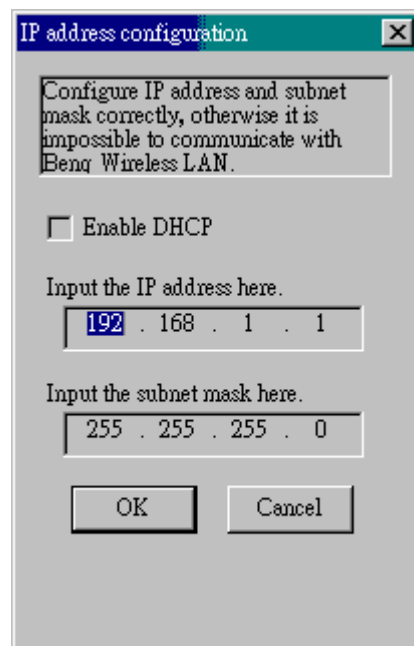 IP address configuration
Configure IP address and subnet
mask correctly, otherwise it is
impossible to communicate with
Benq Wireless LAN.
Enable DHCP
Input the IP address here.
192 . 168 . 1 . 1
Input the subnet mask here.
255 . 255 . 255 . 0
OK Cancel